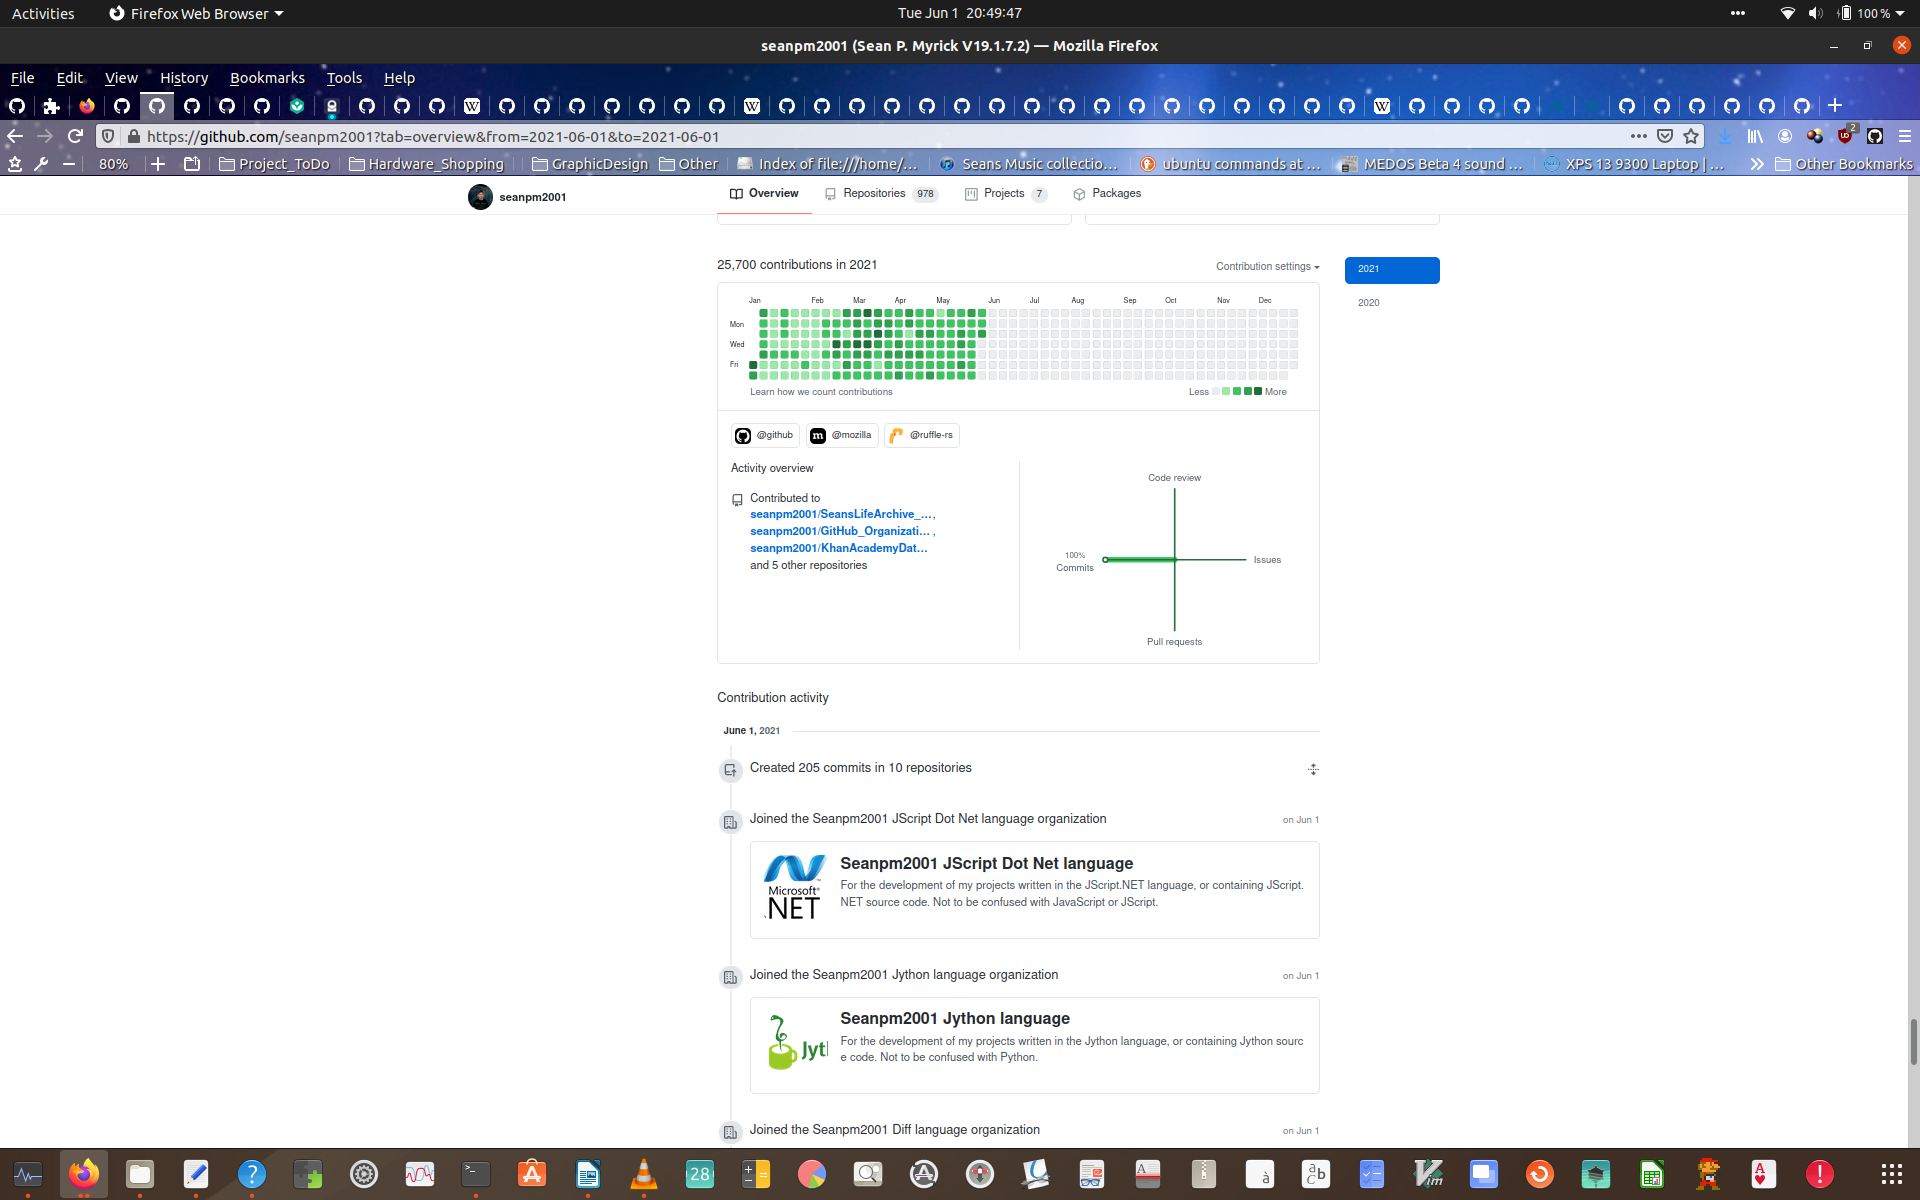 Activities
Firefox Web Browser
Tue Jun 1 20:49:47
100 %
seanpm2001 (Sean P. Myrick V19.1.7.2) — Mozilla Firefox
File Edit View History Bookmarks Tools Help
https://github.com/seanpm2001?tab=overview&from=2021-06-01&to=2021-06-01
2
80%
Project_ToDo
Hardware_Shopping
GraphicDesign
Other
Index of file:///home/...
Seans Music collectio...
ubuntu commands at ...
MEDOS Beta 4 sound ...
XPS 13 9300 Laptop | ...
Other Bookmarks
seanpm2001
Overview
Repositories 978
Projects 7
Packages
25,700 contributions in 2021
Contribution settings
2021
2020
Jan Feb Mar Apr May Jun Jul Aug Sep Oct Nov Dec
Mon
Wed
Fri
Learn how we count contributions
Less More
@github
m @mozilla
@ruffle-rs
Activity overview
Contributed to
seanpm2001/SeansLifeArchive_...,
seanpm2001/GitHub_Organizati... ,
seanpm2001/KhanAcademyDat...
and 5 other repositories
Code review
100%
Commits
Issues
Pull requests
Contribution activity
June 1, 2021
Created 205 commits in 10 repositories
Joined the Seanpm2001 JScript Dot Net language organization
on Jun 1
Microsoft
.NET
Seanpm2001 JScript Dot Net language
For the development of my projects written in the JScript.NET language, or containing JScript.
NET source code. Not to be confused with JavaScript or JScript.
Joined the Seanpm2001 Jython language organization
on Jun 1
Seanpm2001 Jython language
For the development of my projects written in the Jython language, or containing Jython sourc
e code. Not to be confused with Python.
Joined the Seanpm2001 Diff language organization
on Jun 1
28